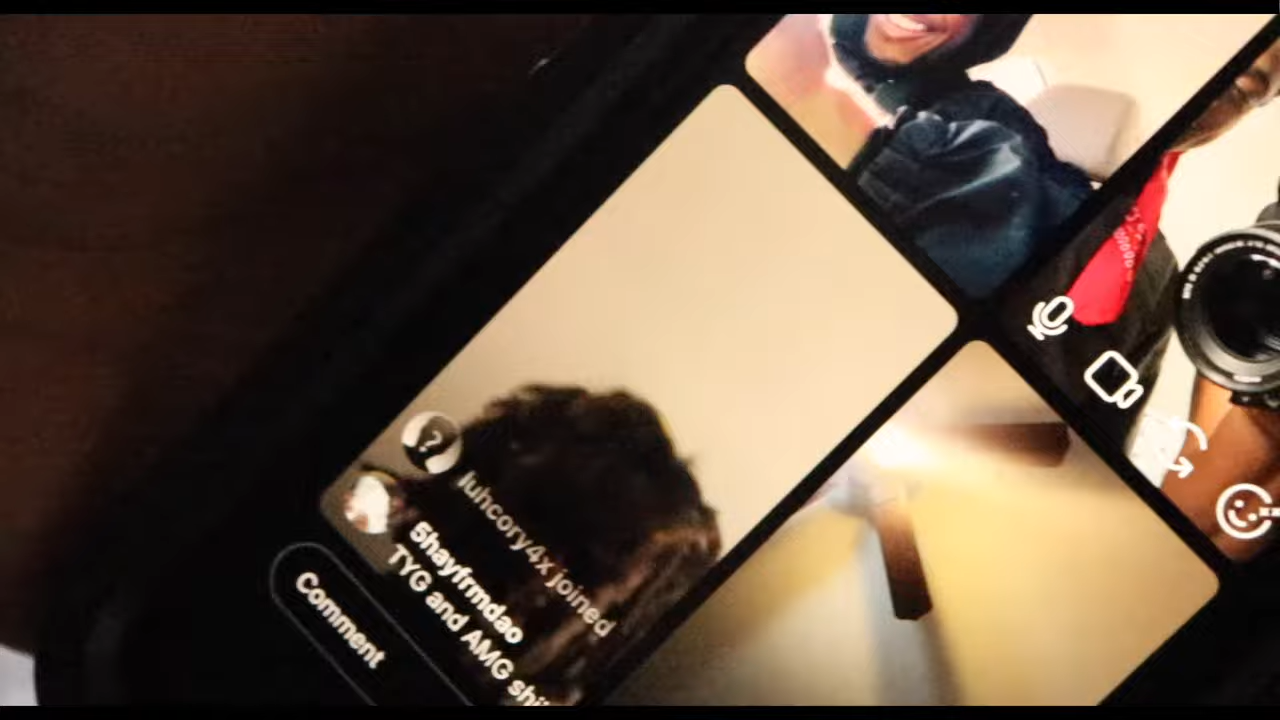 ?
luhcory4x joined
5hayfrmdao
TYG and AMG
Comment